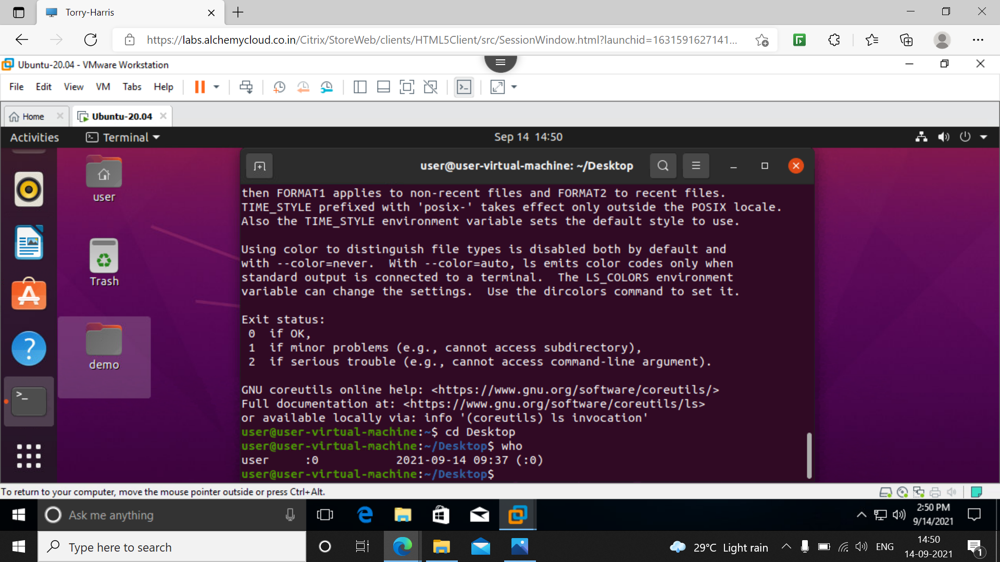 Torry-Harris
https://labs.alchemycloud.co.in/Citrix/StoreWeb/clients/HTML5Client/src/SessionWindow.html?launchid=1631591627141...
Ubuntu-20.04 - VMware Workstation
File Edit View VM Tabs Help
Home Ubuntu-20.04
Activities Terminal Sep 14 14:50
user@user-virtual-machine: ~/Desktop
user
Trash
demo
then FORMAT1 applies to non-recent files and FORMAT2 to recent files.
TIME_STYLE prefixed with 'posix-' takes effect only outside the POSIX locale.
Also the TIME_STYLE environment variable sets the default style to use.
Using color to distinguish file types is disabled both by default and
with --color=never.  With --color=auto, ls emits color codes only when
standard output is connected to a terminal.  The LS_COLORS environment
variable can change the settings.  Use the dircolors command to set it.
Exit status:
0  if OK,
1  if minor problems (e.g., cannot access subdirectory),
2  if serious trouble (e.g., cannot access command-line argument).
GNU coreutils online help: <https://www.gnu.org/software/coreutils/>
Full documentation at: <https://www.gnu.org/software/coreutils/ls>
or available locally via: info '(coreutils) ls invocation'
user@user-virtual-machine:~$ cd Desktop
user@user-virtual-machine:~/Desktop$ who
user     :0           2021-09-14 09:37 (:0)
user@user-virtual-machine:~/Desktop$
To return to your computer, move the mouse pointer outside or press Ctrl+Alt.
Ask me anything
2:50 PM
9/14/2021
Type here to search
29°C Light rain
ENG
14:50
14-09-2021
1